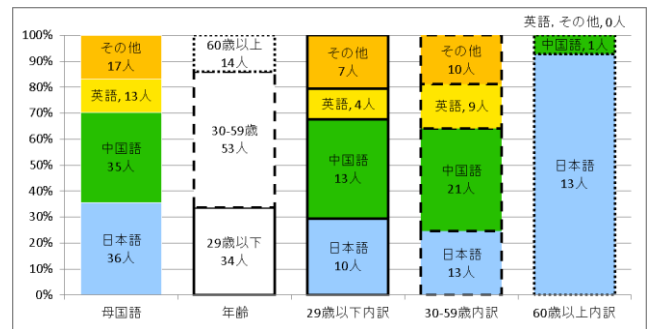 英語, その他, 0人
100%
90%
80%
70%
60%
50%
40%
30%
20%
10%
0%
その他
17人
英語, 13人
中国語
35人
日本語
36人
60歳以上
14人
30-59歳
53人
29歳以下
34人
その他
7人
英語, 4人
中国語
13人
日本語
10人
その他
10人
英語, 9人
中国語
21人
日本語
13人
中国語, 1人
日本語
13人
母国語
年齢
29歳以下内訳
30-59歳内訳
60歳以上内訳